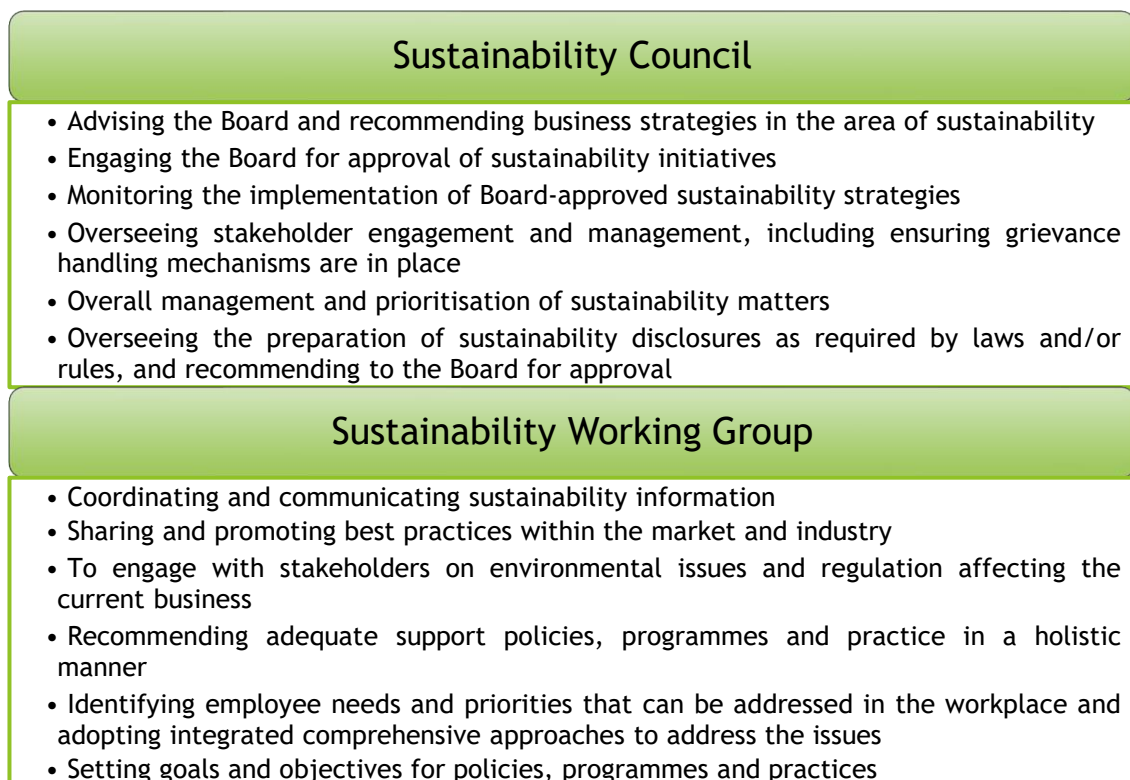 Sustainability Council
• Advising the Board and recommending business strategies in the area of sustainability
• Engaging the Board for approval of sustainability initiatives
• Monitoring the implementation of Board-approved sustainability strategies
• Overseeing stakeholder engagement and management, including ensuring grievance
handling mechanisms are in place
• Overall management and prioritisation of sustainability matters
• Overseeing the preparation of sustainability disclosures as required by laws and/or
rules, and recommending to the Board for approval
Sustainability Working Group
• Coordinating and communicating sustainability information
• Sharing and promoting best practices within the market and industry
• To engage with stakeholders on environmental issues and regulation affecting the
current business
• Recommending adequate support policies, programmes and practice in a holistic
manner
• Identifying employee needs and priorities that can be addressed in the workplace and
adopting integrated comprehensive approaches to address the issues
• Setting goals and objectives for policies, programmes and practices